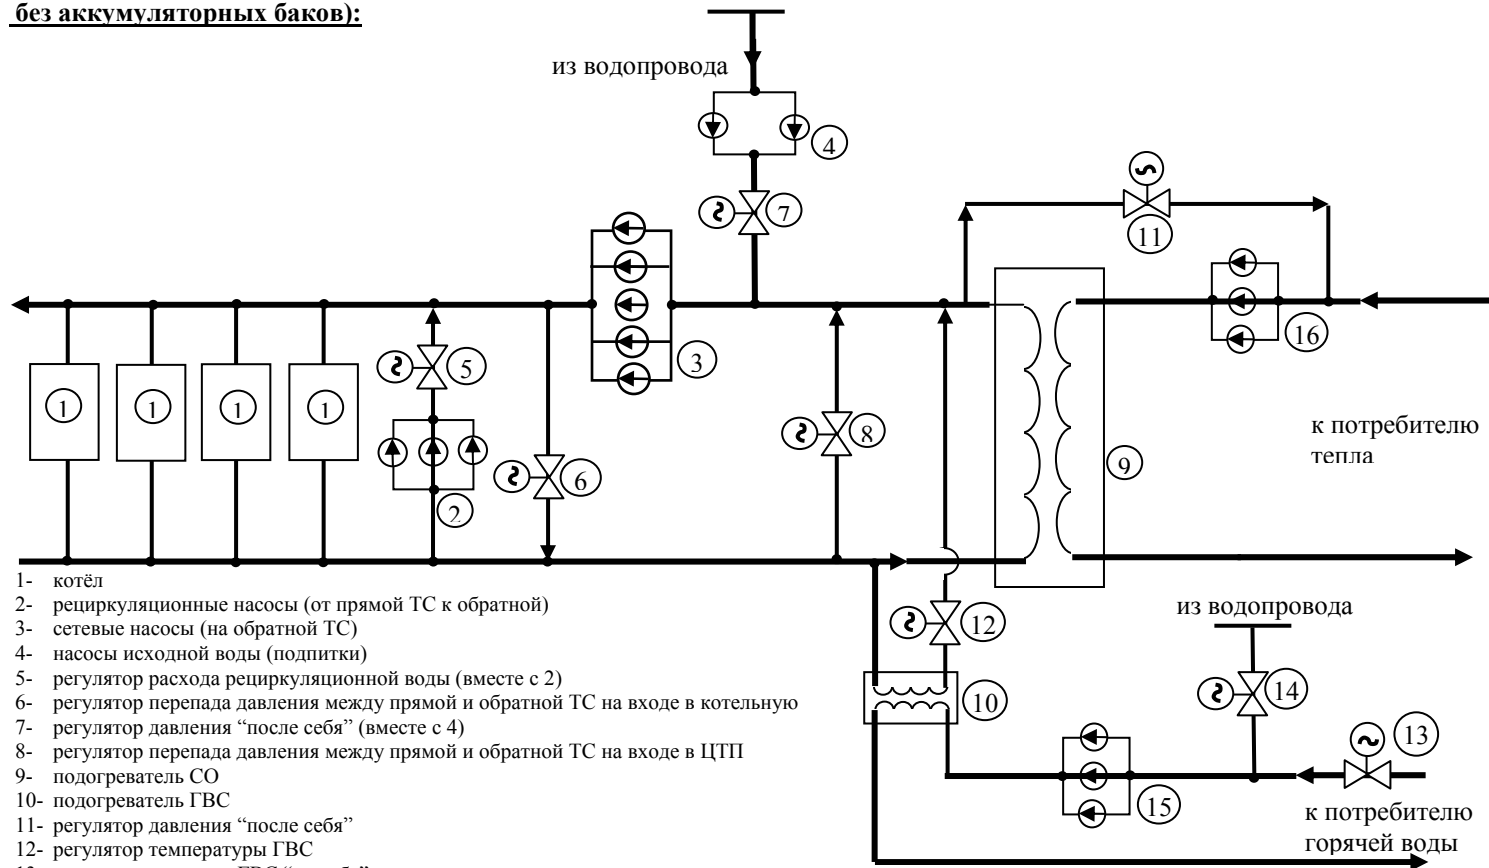 без аккумуляторных баков):
из водопровода
4
7
11
3
5
16
1
1
1
1
8
6
9
2
к потребителю
тепла
1- котёл
2- рециркуляционные насосы (от прямой ТС к обратной)
3- сетевые насосы (на обратной ТС)
4- насосы исходной воды (подпитки)
5- регулятор расхода рециркуляционной воды (вместе с 2)
6- регулятор перепада давления между прямой и обратной ТС на входе в котельную
7- регулятор давления “после себя” (вместе с 4)
8- регулятор перепада давления между прямой и обратной ТС на входе в ЦТП
9- подогреватель СО
10- подогреватель ГВС
11- регулятор давления “после себя”
12- регулятор температуры ГВС
12
из водопровода
10
14
13
15
к потребителю
горячей воды